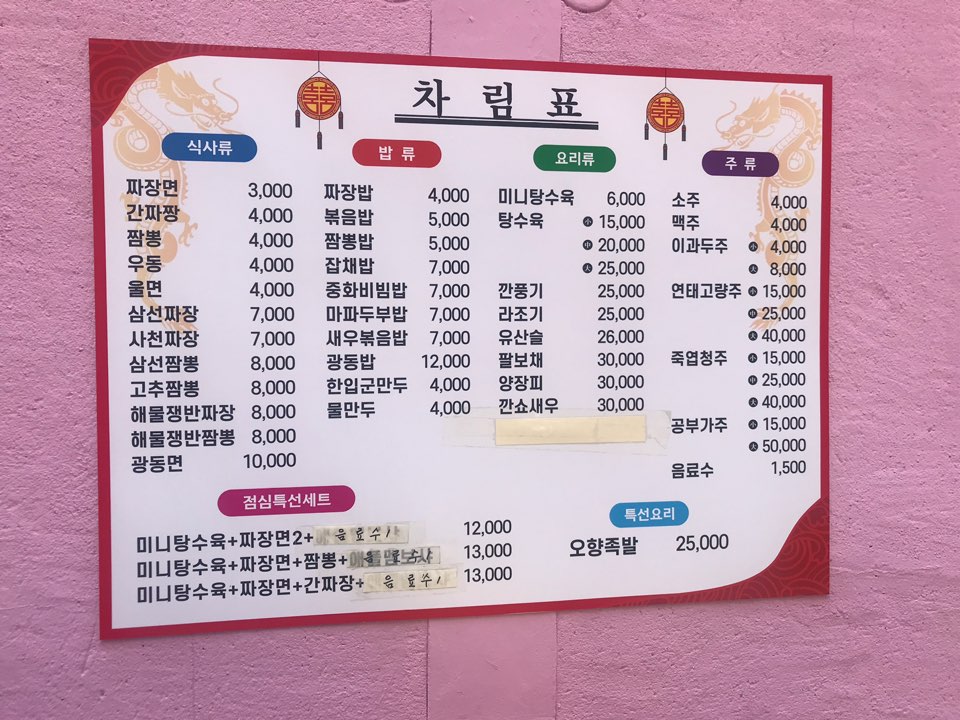 차림표
식사류
짜장면 3,000
간짜짱 4,000
짬뽕 4,000
우동 4,000
울면 4,000
삼선짜장 7,000
사천짜장 7,000
삼선짬뽕 8,000
고추짬뽕 8,000
해물쟁반짜장 8,000
해물쟁반짬뽕 8,000
광동면 10,000
밥류
짜장밥 4,000
볶음밥 5,000
짬뽕밥 5,000
잡채밥 7,000
중화비빔밥 7,000
마파두부밥 7,000
새우볶음밥 7,000
광동밥 12,000
한입군만두 4,000
물만두 4,000
요리류
미니탕수육 6,000
탕수육 小 15,000
中 20,000
大 25,000
깐풍기 25,000
라조기 25,000
유산슬 26,000
팔보채 30,000
양장피 30,000
깐쇼새우 30,000
주류
소주 4,000
맥주 4,000
이과두주 小 4,000
大 8,000
연태고량주 小 15,000
中 25,000
大 40,000
죽엽청주 小 15,000
中 25,000
大 40,000
공부가주 小 15,000
大 50,000
음료수 1,500
점심특선세트
미니탕수육+짜장면2+음료수1 12,000
미니탕수육+짜장면+짬뽕+ 13,000
미니탕수육+짜장면+간짜장+음료수1 13,000
특선요리
오향족발 25,000